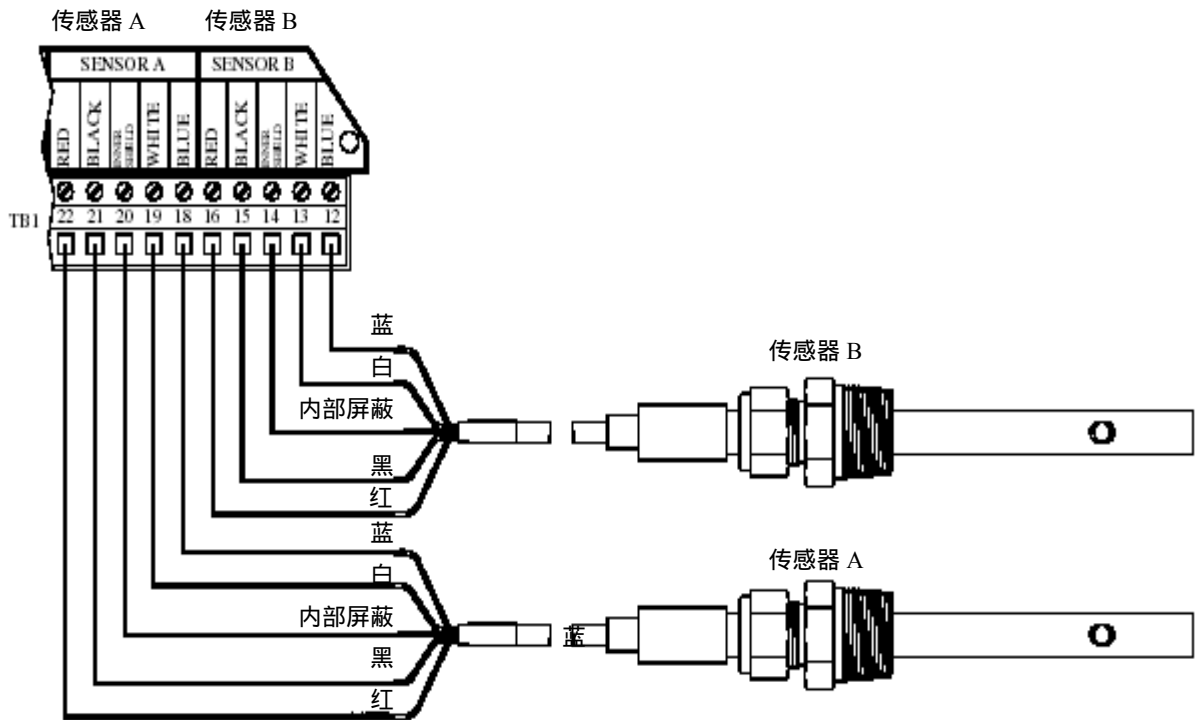 传感器 A 传感器 B
SENSOR A SENSOR B
RED BLACK INNER SHIELD WHITE BLUE RED BLACK INNER SHIELD WHITE BLUE
TB1 22 21 20 19 18 16 15 14 13 12
蓝
白
内部屏蔽
黑
红
传感器 B
蓝
白
内部屏蔽
黑
红
传感器 A
蓝